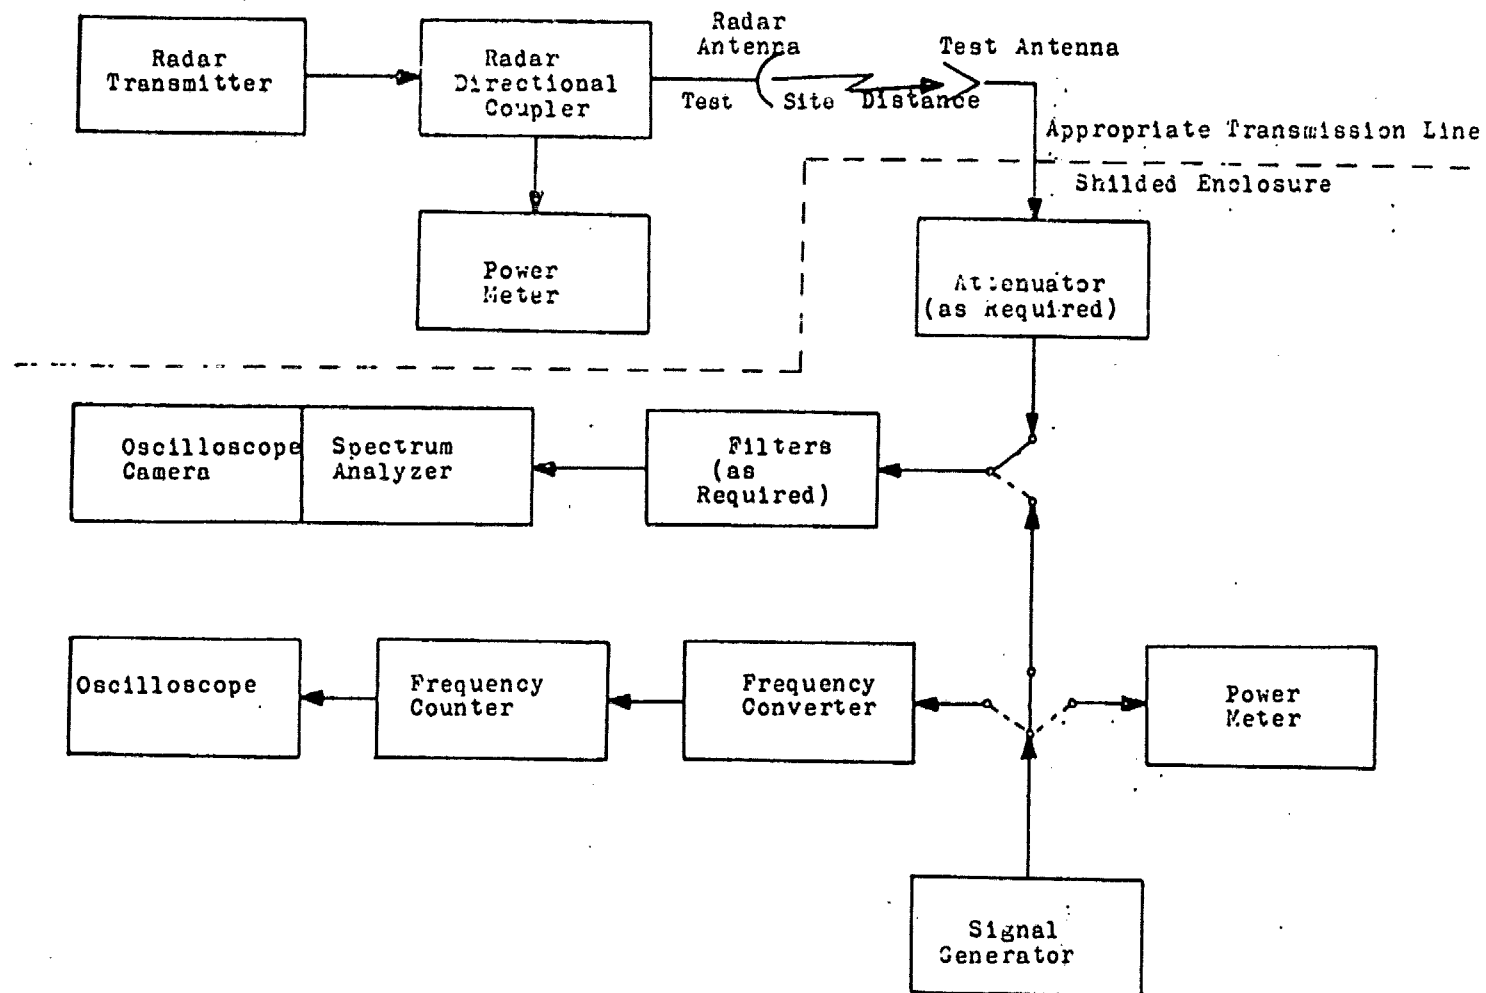 Radar
Transmitter
Radar
Directional
Coupler
Radar
Antenna
Test Antenna
Test Site Distance
Appropriate Transmission Line
Shilded Enclosure
Power
Meter
Attenuator
(as Required)
Oscilloscope
Camera
Spectrum
Analyzer
Filters
(as
Required)
Oscilloscope
Frequency
Counter
Frequency
Converter
Power
Meter
Signal
Generator